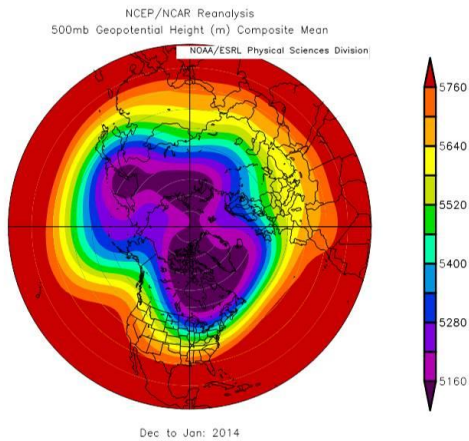 NCEP/NCAR Reanalysis
500mb Geopotential Height (m) Composite Mean
NOAA/ESRL Physical Sciences Division
5760
5640
5520
5400
5280
5160
Dec to Jan: 2014